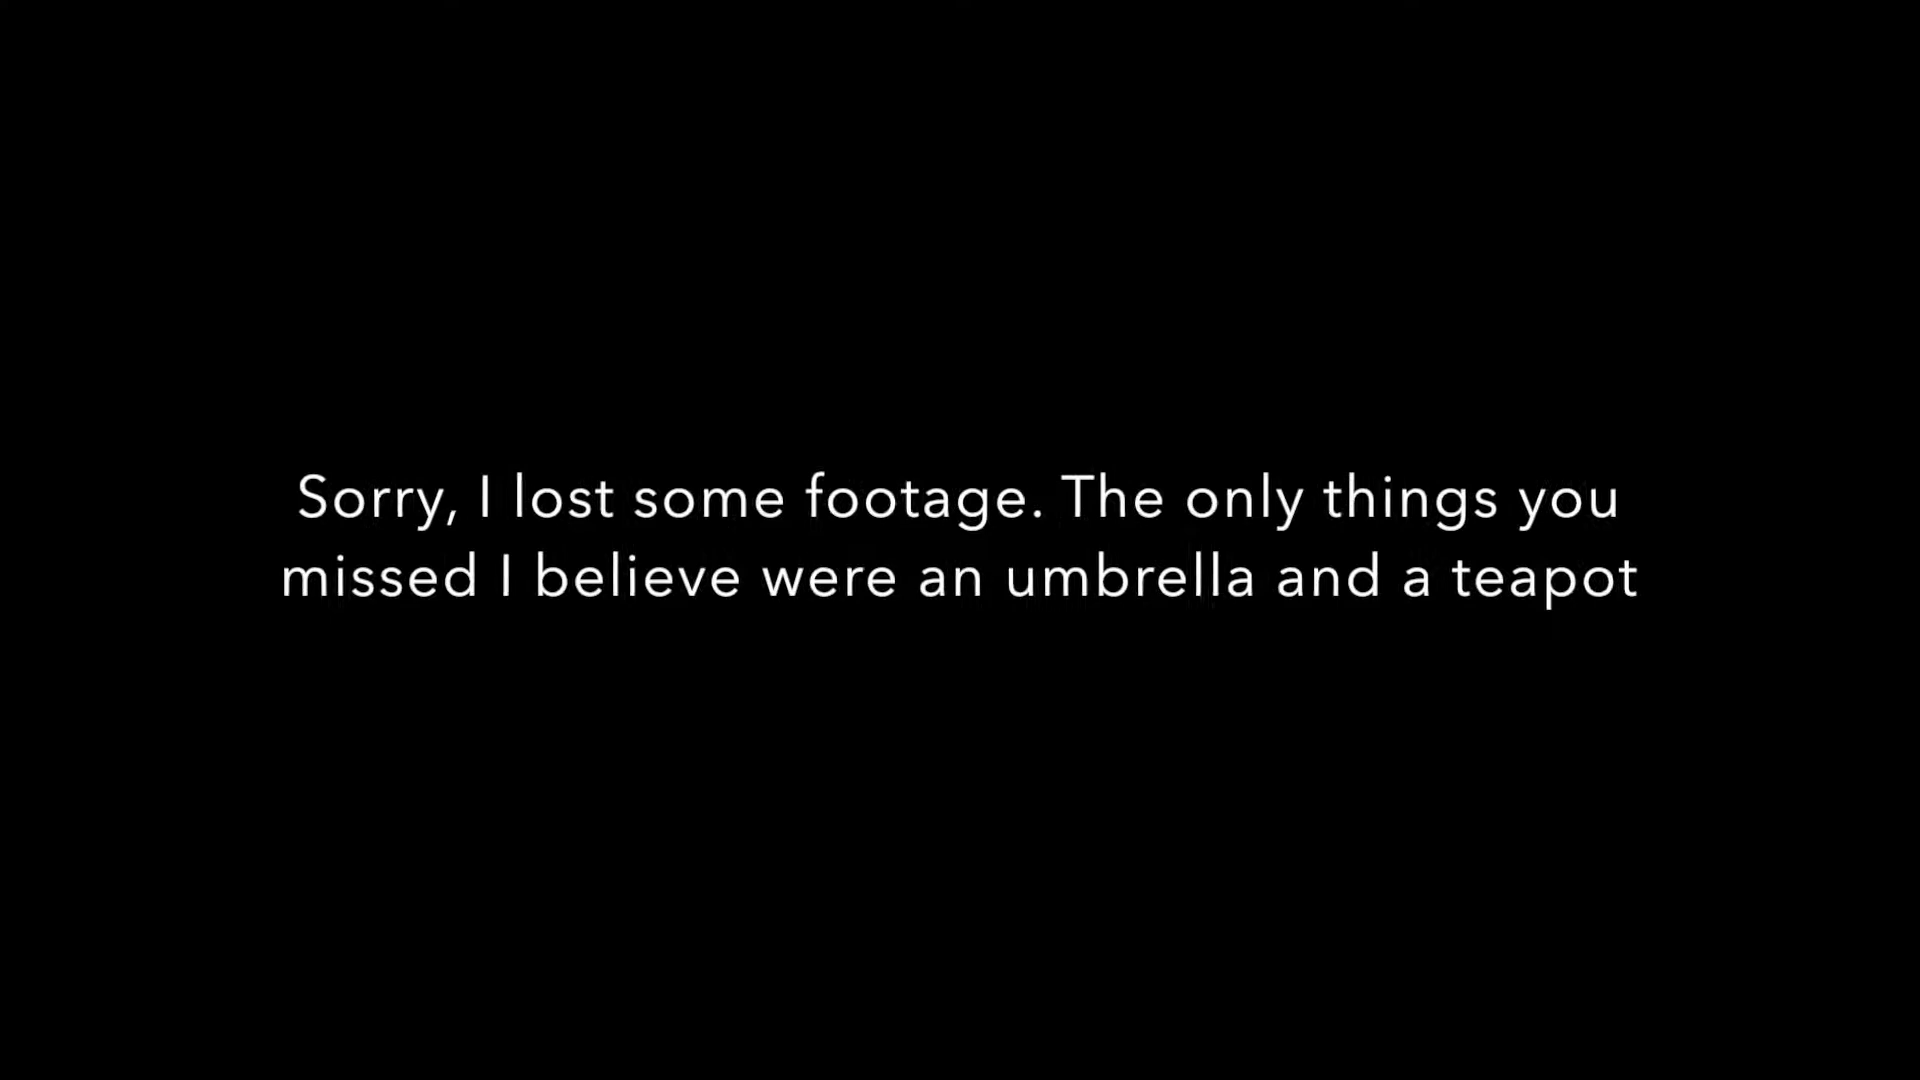 Sorry, I lost some footage. The only things you
missed I believe were an umbrella and a teapot